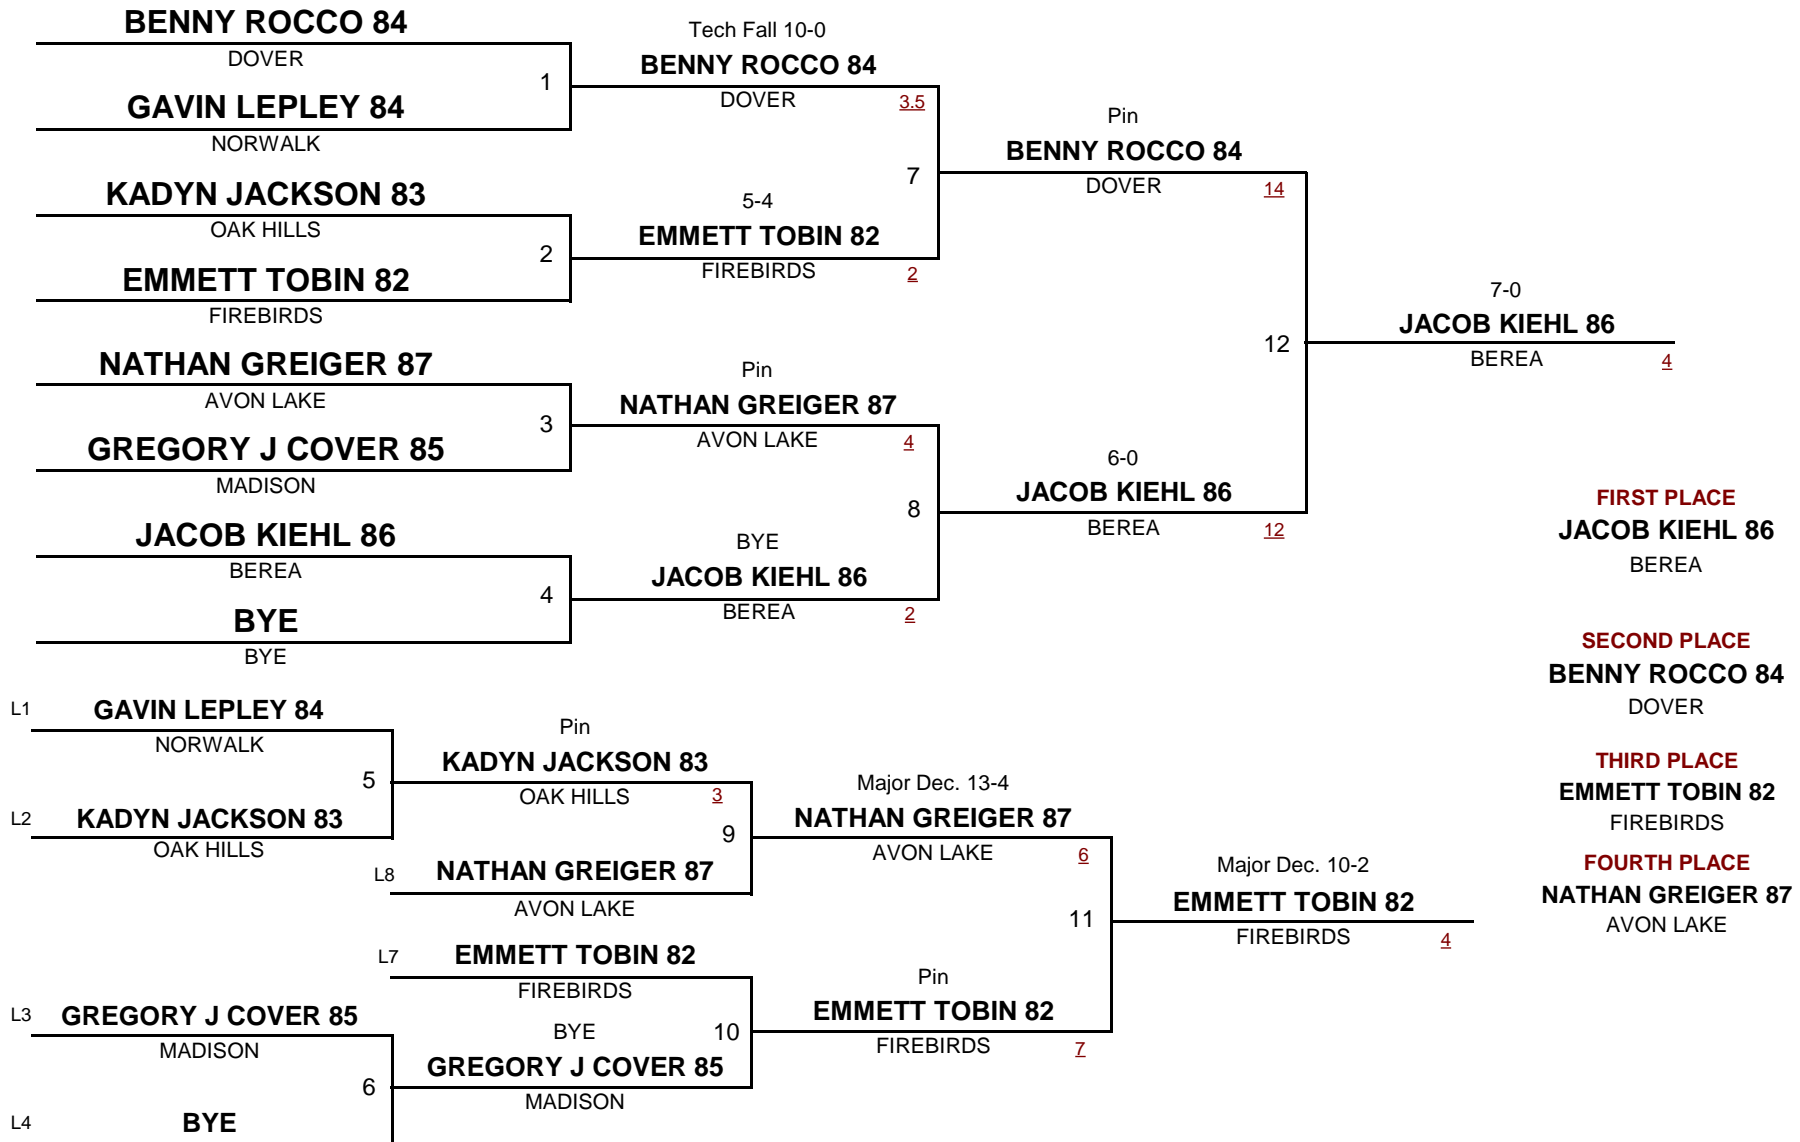 BENNY ROCCO 84
DOVER
1
GAVIN LEPLEY 84
NORWALK
KADYN JACKSON 83
OAK HILLS
2
EMMETT TOBIN 82
FIREBIRDS
NATHAN GREIGER 87
AVON LAKE
3
GREGORY J COVER 85
MADISON
JACOB KIEHL 86
BEREA
4
BYE
BYE
Tech Fall 10-0
BENNY ROCCO 84
DOVER
3.5
7
5-4
EMMETT TOBIN 82
FIREBIRDS
2
Pin
NATHAN GREIGER 87
AVON LAKE
4
8
BYE
JACOB KIEHL 86
BEREA
2
Pin
BENNY ROCCO 84
DOVER
14
12
6-0
JACOB KIEHL 86
BEREA
12
7-0
JACOB KIEHL 86
BEREA
4
L1
GAVIN LEPLEY 84
NORWALK
5
L2
KADYN JACKSON 83
OAK HILLS
L3
GREGORY J COVER 85
MADISON
6
L4
BYE
Pin
KADYN JACKSON 83
OAK HILLS
3
9
L8
NATHAN GREIGER 87
AVON LAKE
L7
EMMETT TOBIN 82
FIREBIRDS
10
BYE
GREGORY J COVER 85
MADISON
Major Dec. 13-4
NATHAN GREIGER 87
AVON LAKE
6
11
Pin
EMMETT TOBIN 82
FIREBIRDS
7
Major Dec. 10-2
EMMETT TOBIN 82
FIREBIRDS
4
FIRST PLACE
JACOB KIEHL 86
BEREA
SECOND PLACE
BENNY ROCCO 84
DOVER
THIRD PLACE
EMMETT TOBIN 82
FIREBIRDS
FOURTH PLACE
NATHAN GREIGER 87
AVON LAKE